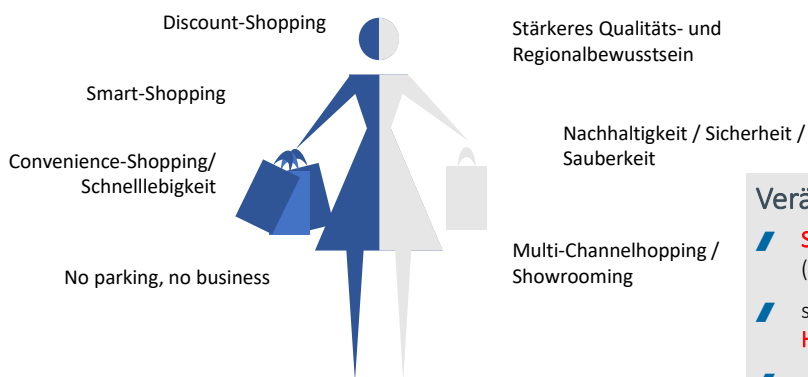 Discount-Shopping
Smart-Shopping
Convenience-Shopping/
Schnelllebigkeit
No parking, no business
Stärkeres Qualitäts- und
Regionalbewusstsein
Nachhaltigkeit / Sicherheit /
Sauberkeit
Multi-Channelhopping /
Showrooming